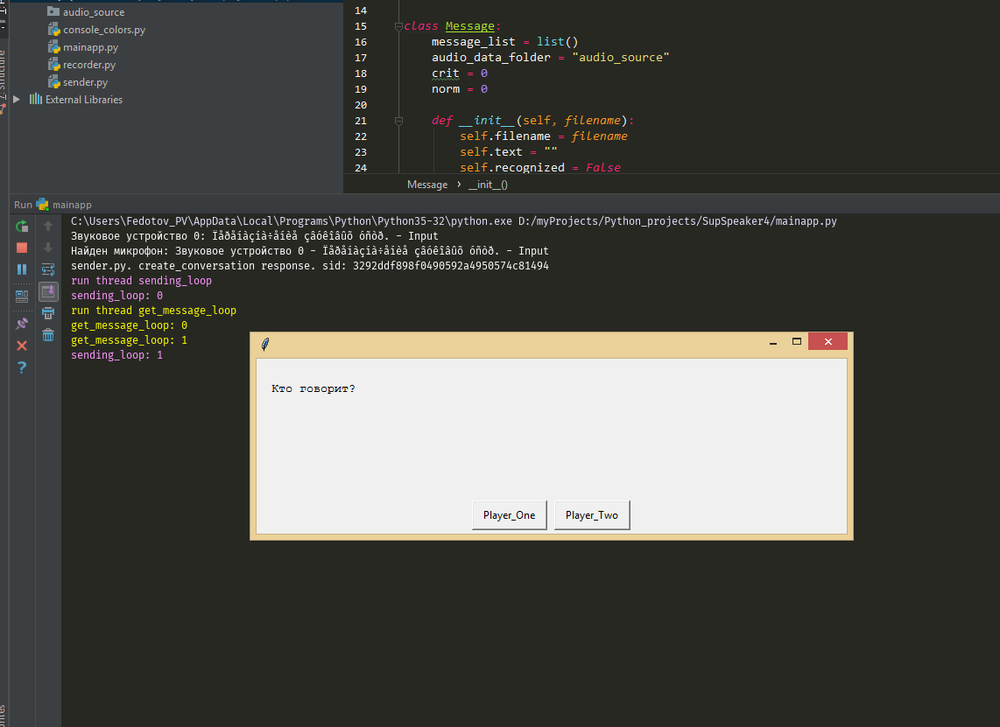 audio_source
console_colors.py
mainapp.py
recorder.py
sender.py
External Libraries
14
15 class Message:
16 message_list = list()
17 audio_data_folder = "audio_source"
18 crit = 0
19 norm = 0
20
21 def __init__(self, filename):
22 self.filename = filename
23 self.text = ""
24 self.recognized = False
Message › __init__()
Run mainapp
C:\Users\Fedotov_PV\AppData\Local\Programs\Python\Python35-32\python.exe D:/myProjects/Python_projects/SupSpeaker4/mainapp.py
Звуковое устройство 0: Ïåðåíàçíà÷åíèå çâóêîâûõ óñòð. - Input
Найден микрофон: Звуковое устройство 0 - Ïåðåíàçíà÷åíèå çâóêîâûõ óñòð. - Input
sender.py. create_conversation response. sid: 3292ddf898f0490592a4950574c81494
run thread sending_loop
sending_loop: 0
run thread get_message_loop
get_message_loop: 0
get_message_loop: 1
sending_loop: 1
Кто говорит?
Player_One Player_Two